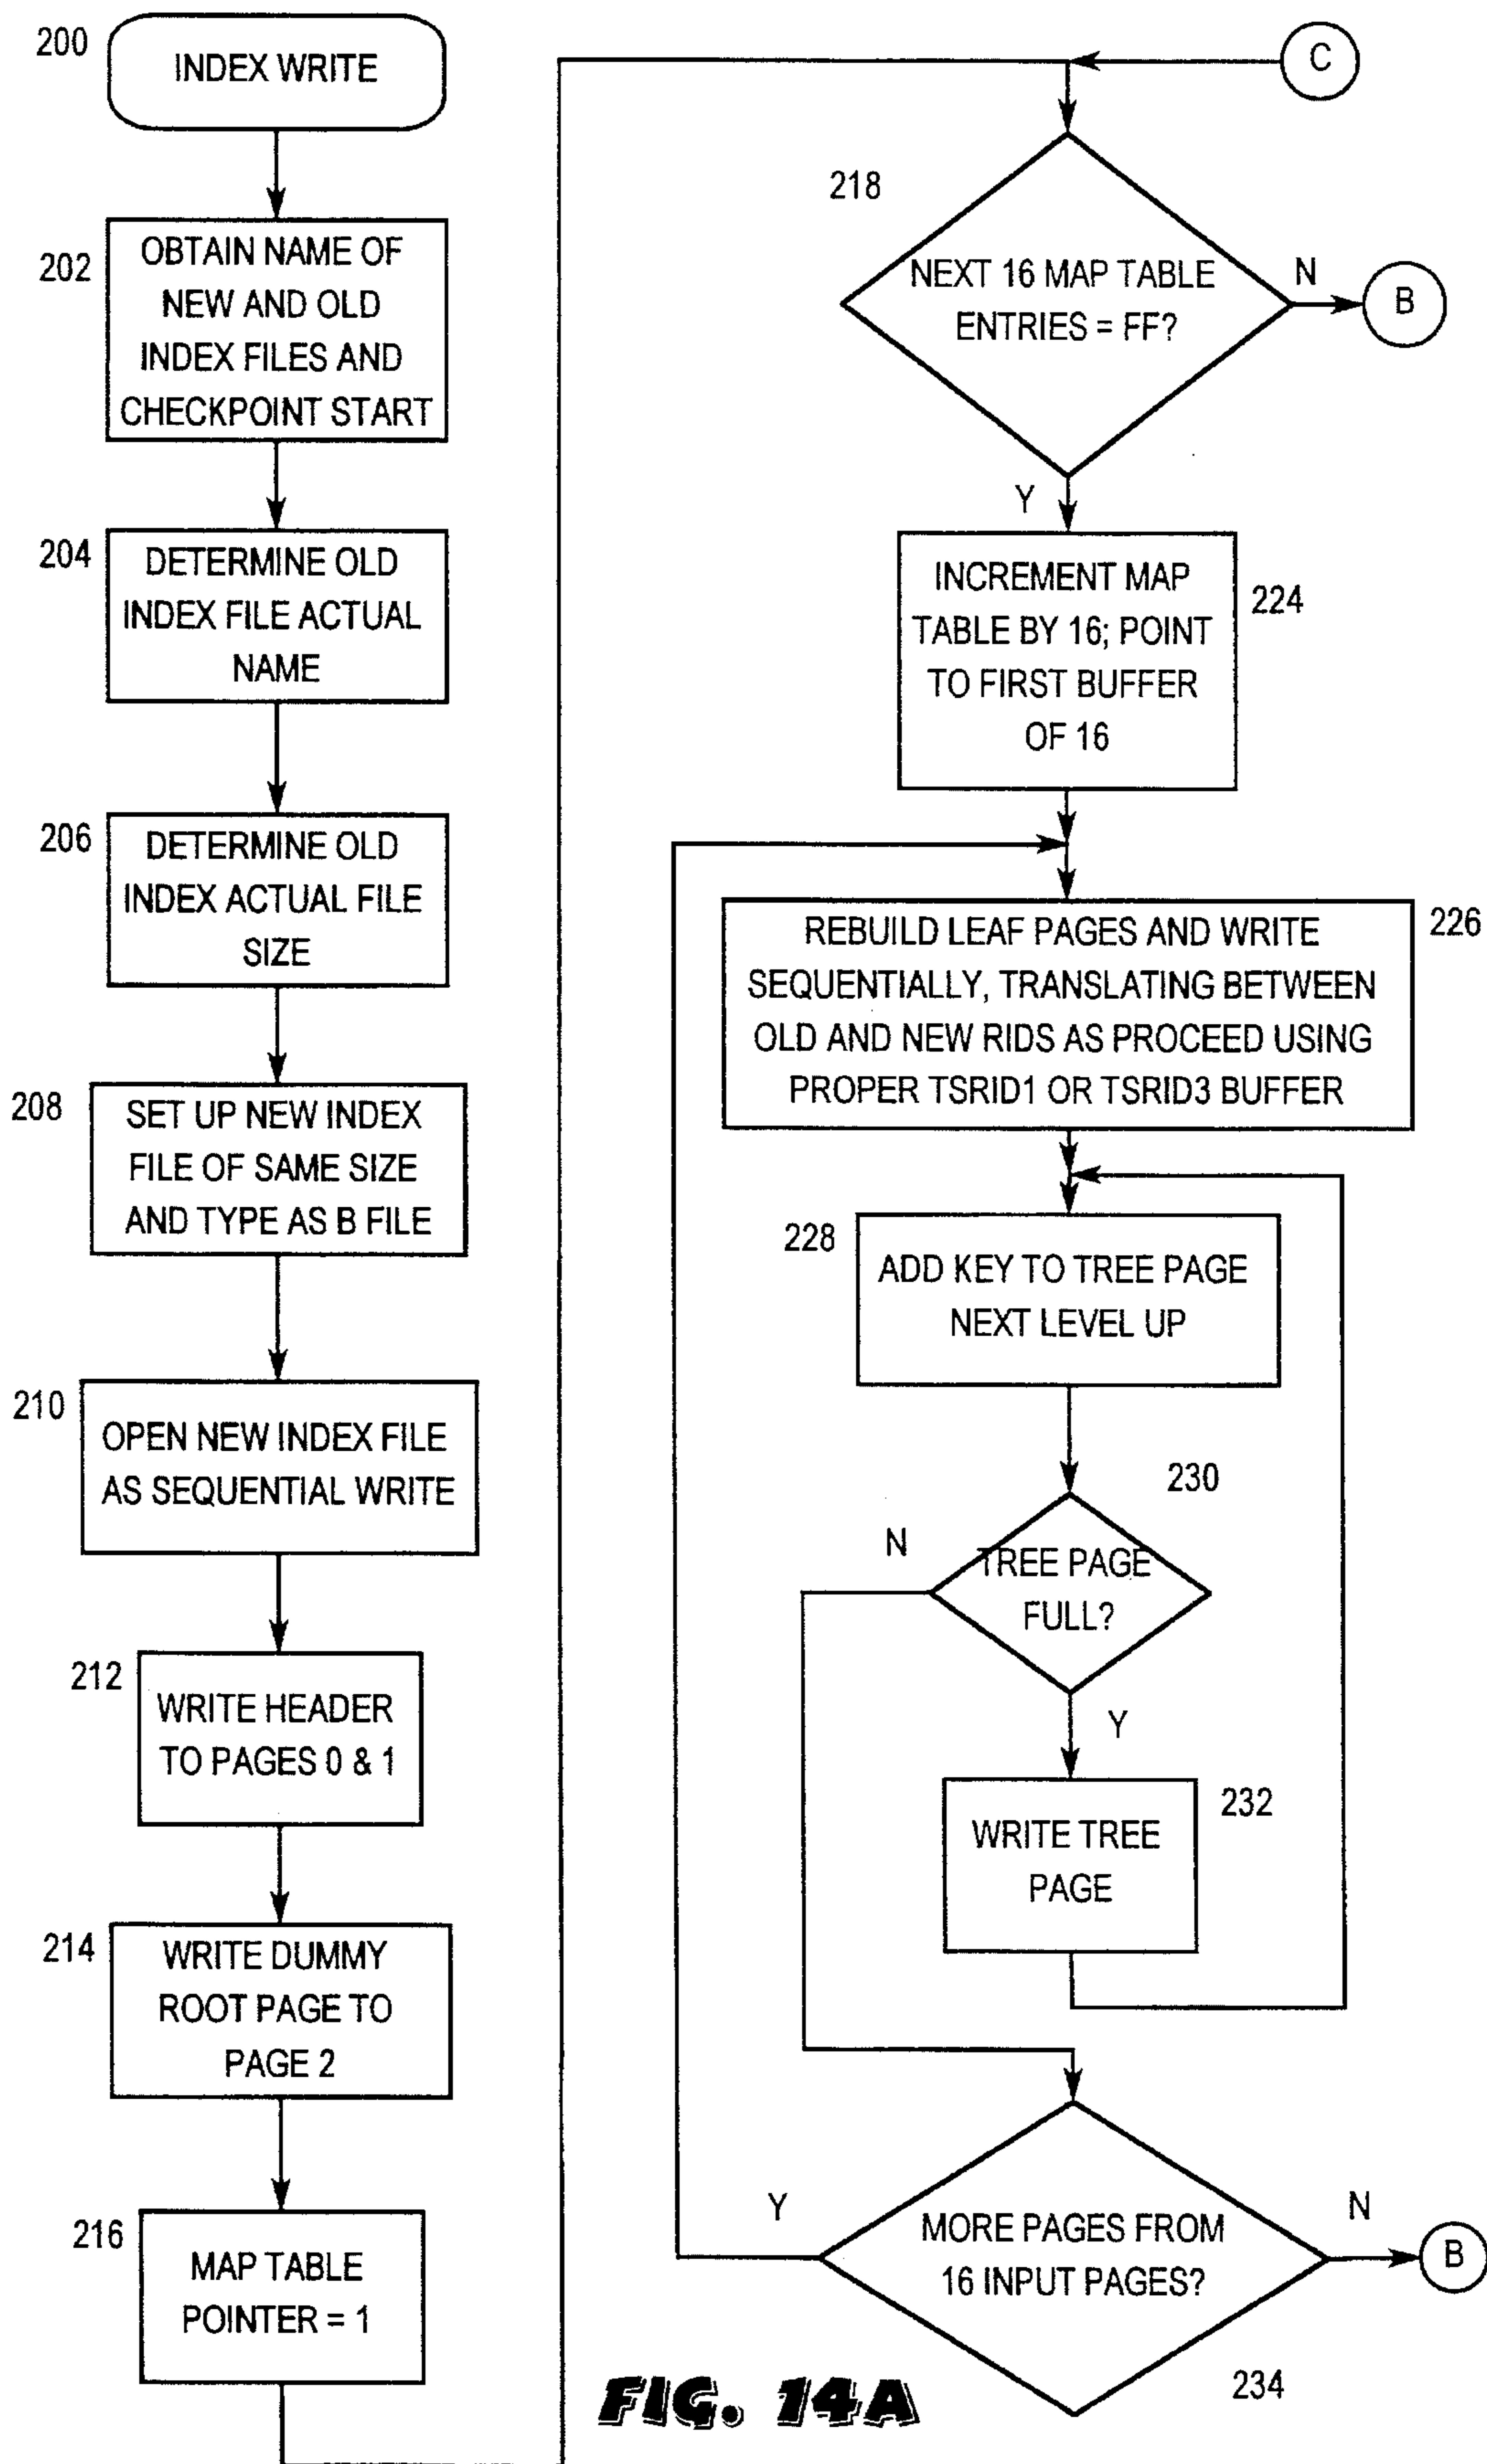 200
INDEX WRITE
202
OBTAIN NAME OF
NEW AND OLD
INDEX FILES AND
CHECKPOINT START
204
DETERMINE OLD
INDEX FILE ACTUAL
NAME
206
DETERMINE OLD
INDEX ACTUAL FILE
SIZE
208
SET UP NEW INDEX
FILE OF SAME SIZE
AND TYPE AS B FILE
210
OPEN NEW INDEX FILE
AS SEQUENTIAL WRITE
212
WRITE HEADER
TO PAGES 0 & 1
214
WRITE DUMMY
ROOT PAGE TO
PAGE 2
216
MAP TABLE
POINTER = 1
C
218
NEXT 16 MAP TABLE
ENTRIES = FF?
N
B
Y
INCREMENT MAP
TABLE BY 16; POINT
TO FIRST BUFFER
OF 16
224
REBUILD LEAF PAGES AND WRITE
SEQUENTIALLY, TRANSLATING BETWEEN
OLD AND NEW RIDS AS PROCEED USING
PROPER TSRID1 OR TSRID3 BUFFER
226
228
ADD KEY TO TREE PAGE
NEXT LEVEL UP
230
N
TREE PAGE
FULL?
Y
232
WRITE TREE
PAGE
Y
MORE PAGES FROM
16 INPUT PAGES?
N
B
234
FIG. 14A